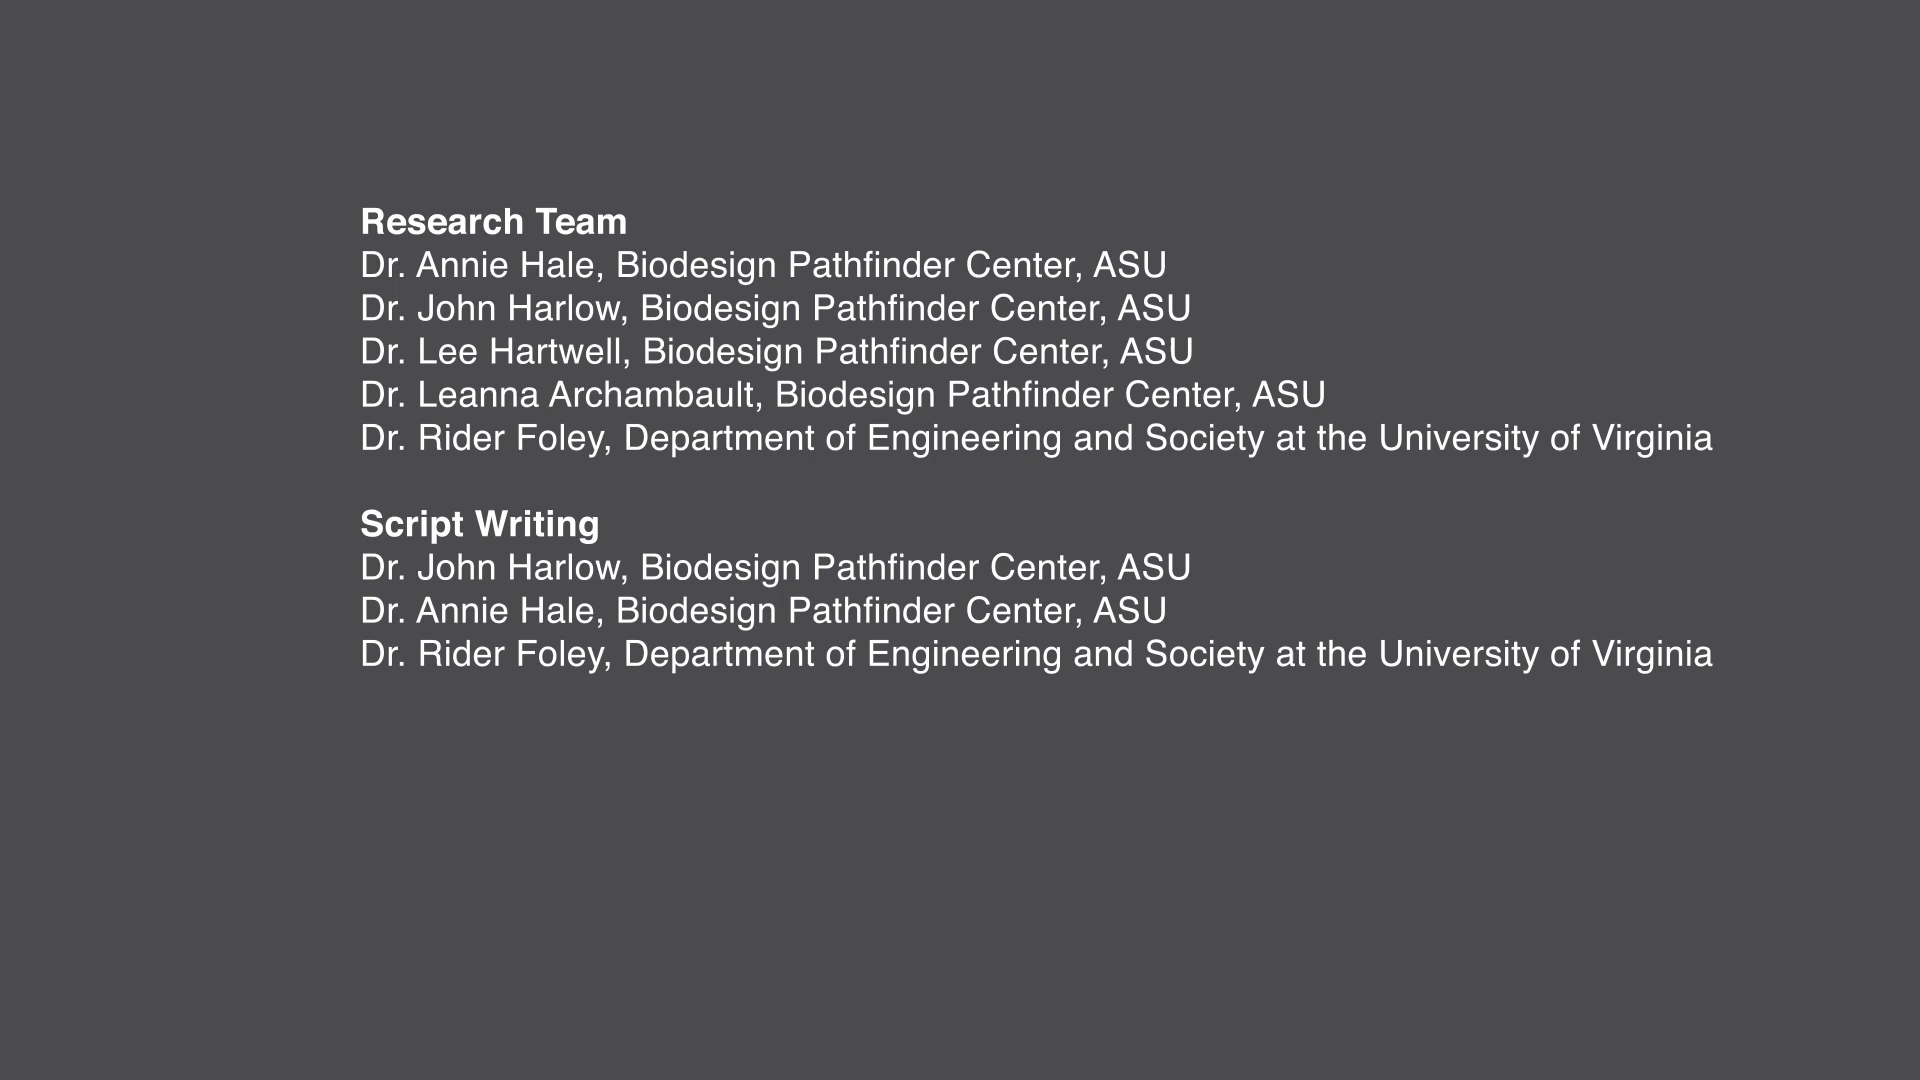 Research Team
Dr. Annie Hale, Biodesign Pathfinder Center, ASU
Dr. John Harlow, Biodesign Pathfinder Center, ASU
Dr. Lee Hartwell, Biodesign Pathfinder Center, ASU
Dr. Leanna Archambault, Biodesign Pathfinder Center, ASU
Dr. Rider Foley, Department of Engineering and Society at the University of Virginia
Script Writing
Dr. John Harlow, Biodesign Pathfinder Center, ASU
Dr. Annie Hale, Biodesign Pathfinder Center, ASU
Dr. Rider Foley, Department of Engineering and Society at the University of Virginia